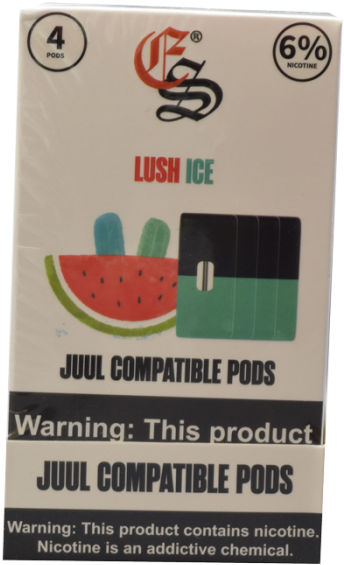 4
PODS
ES®
6%
NICOTINE
LUSH ICE
JUUL COMPATIBLE PODS
Warning: This product
JUUL COMPATIBLE PODS
Warning: This product contains nicotine.
Nicotine is an addictive chemical.